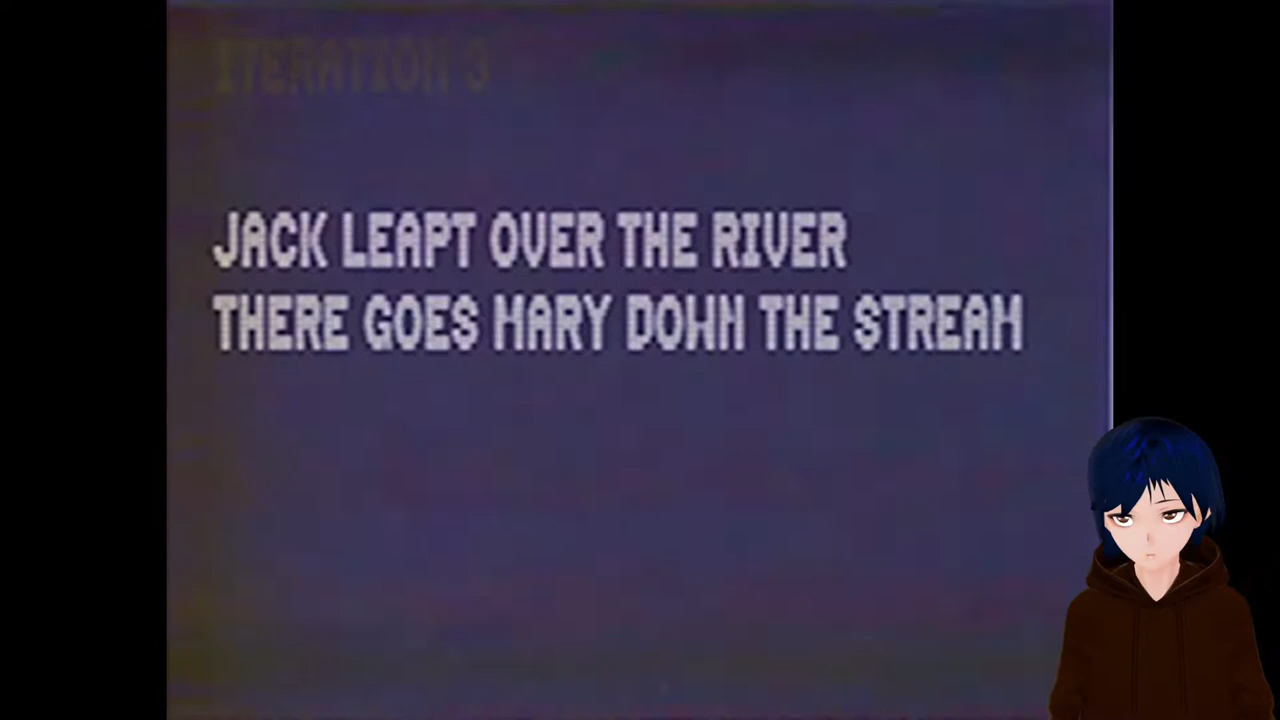 ITERATION 3
JACK LEAPT OVER THE RIVER
THERE GOES MARY DOWN THE STREAM